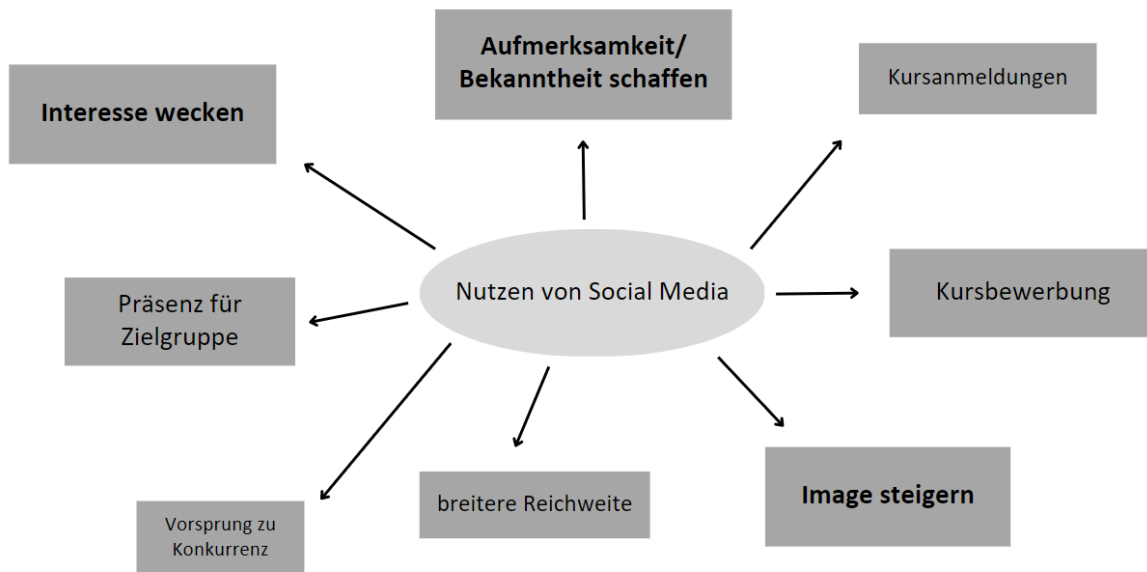 Aufmerksamkeit/
Bekanntheit schaffen
Kursanmeldungen
Interesse wecken
Nutzen von Social Media
Kursbewerbung
Präsenz für
Zielgruppe
Image steigern
breitere Reichweite
Vorsprung zu
Konkurrenz